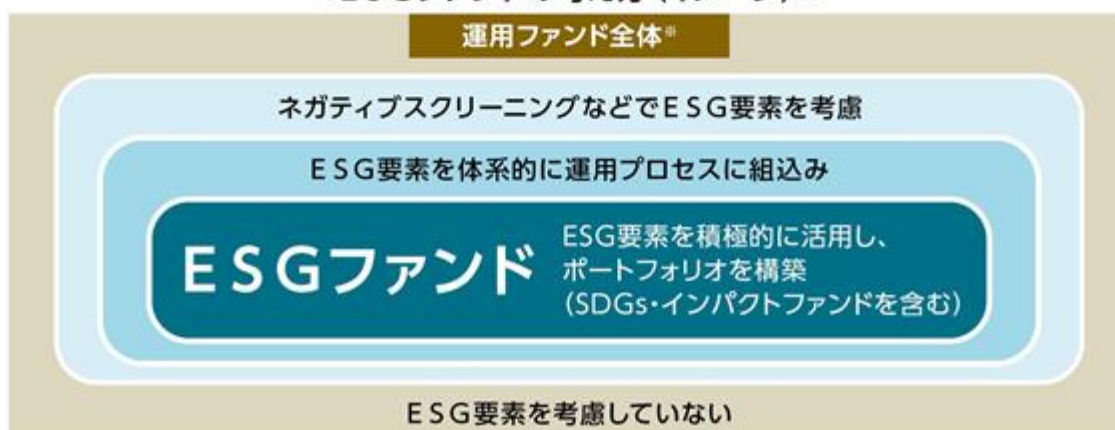 運用ファンド全体※
ネガティブスクリーニングなどでESG要素を考慮
ESG要素を体系的に運用プロセスに組込み
ESGファンド
ESG要素を積極的に活用し、
ポートフォリオを構築
(SDGs・インパクトファンドを含む)
ESG要素を考慮していない